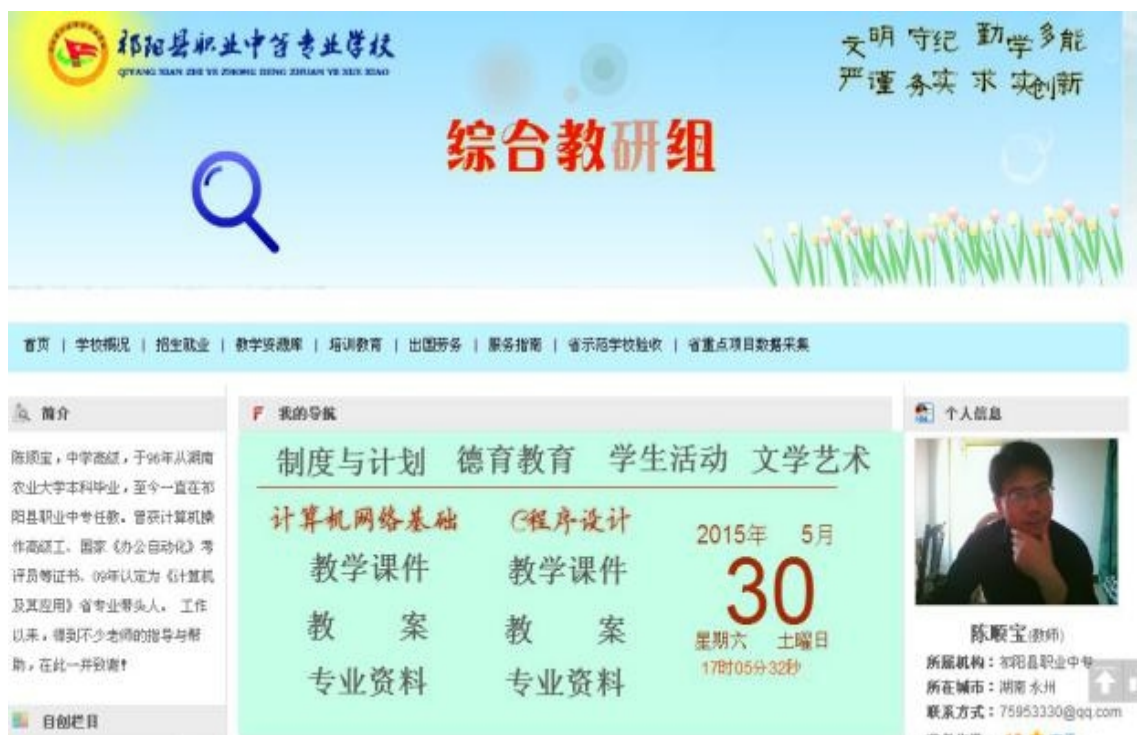 祁阳县职业中等专业学校
QIYANG XIAN ZHI YE ZHONG DENG ZHUAN YE XUE XIAO
文明 守纪 勤学多能
严谨 务实 求 实创新
综合教研组
首页 | 学校概况 | 招生就业 | 教学资源库 | 培训教育 | 出国劳务 | 服务指南 | 省示范学校验收 | 省重点项目数据采集
简介
陈顺宝，中学高级，于96年从湖南
农业大学本科毕业，至今一直在祁
阳县职业中专任教。曾获计算机操
作高级工、国家《办公自动化》考
评员等证书、09年认定为《计算机
及其应用》省专业带头人。 工作
以来，得到不少老师的指导与帮
助，在此一并致谢！
自创栏目
我的导航
制度与计划 德育教育 学生活动 文学艺术
计算机网络基础 C程序设计
教学课件 教学课件
教 案 教 案
专业资料 专业资料
2015年 5月
30
星期六 土曜日
17时05分32秒
个人信息
陈顺宝(教师)
所属机构：祁阳县职业中专
所在城市：湖南 永州
联系方式：75953330@qq.com